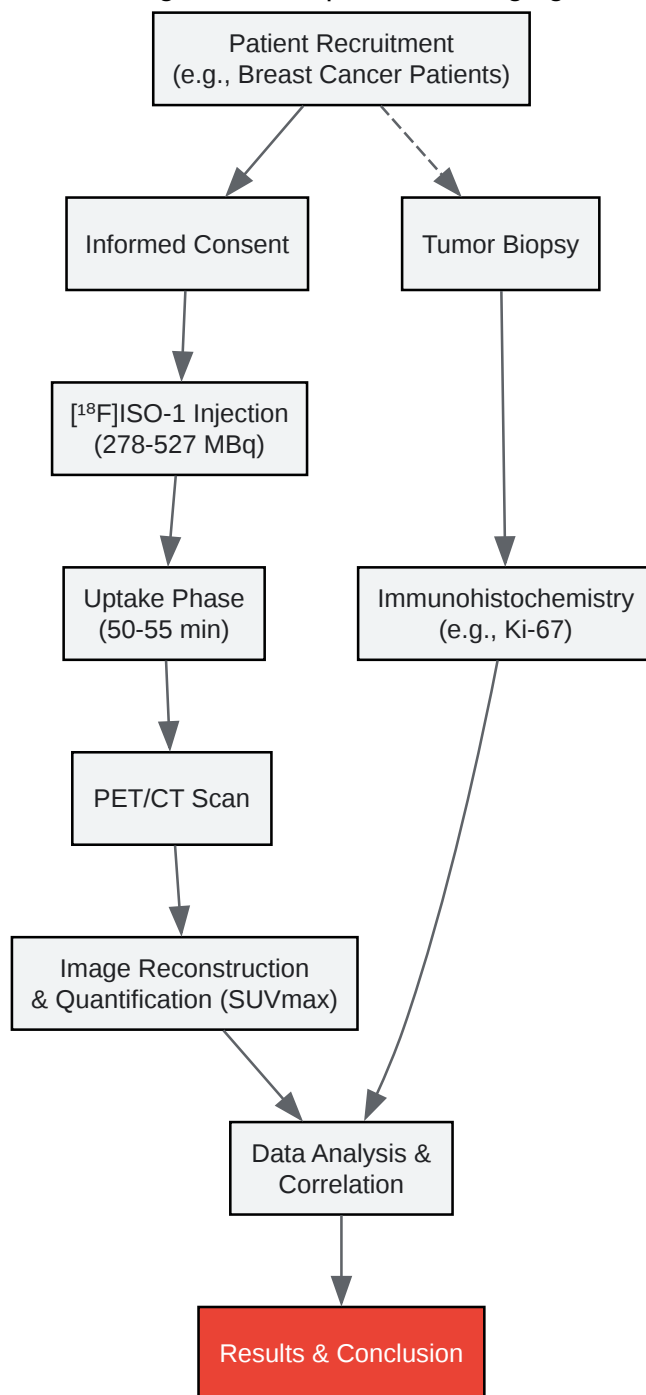 Patient Recruitment
(e.g., Breast Cancer Patients)
Informed Consent
Tumor Biopsy
[¹⁸F]ISO-1 Injection
(278-527 MBq)
Uptake Phase
(50-55 min)
Immunohistochemistry
(e.g., Ki-67)
PET/CT Scan
Image Reconstruction
& Quantification (SUVmax)
Data Analysis &
Correlation
Results & Conclusion